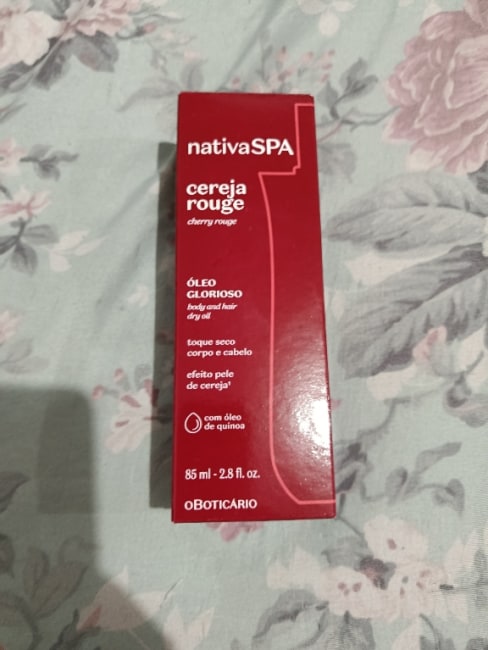 nativaSPA
cereja
rouge
cherry rouge
ÓLEO
GLORIOSO
body and hair
dry oil
toque seco
corpo e cabelo
efeito pele
de cereja¹
com óleo
de quinoa
85 ml - 2.8 fl. oz.
oBOTICÁRIO